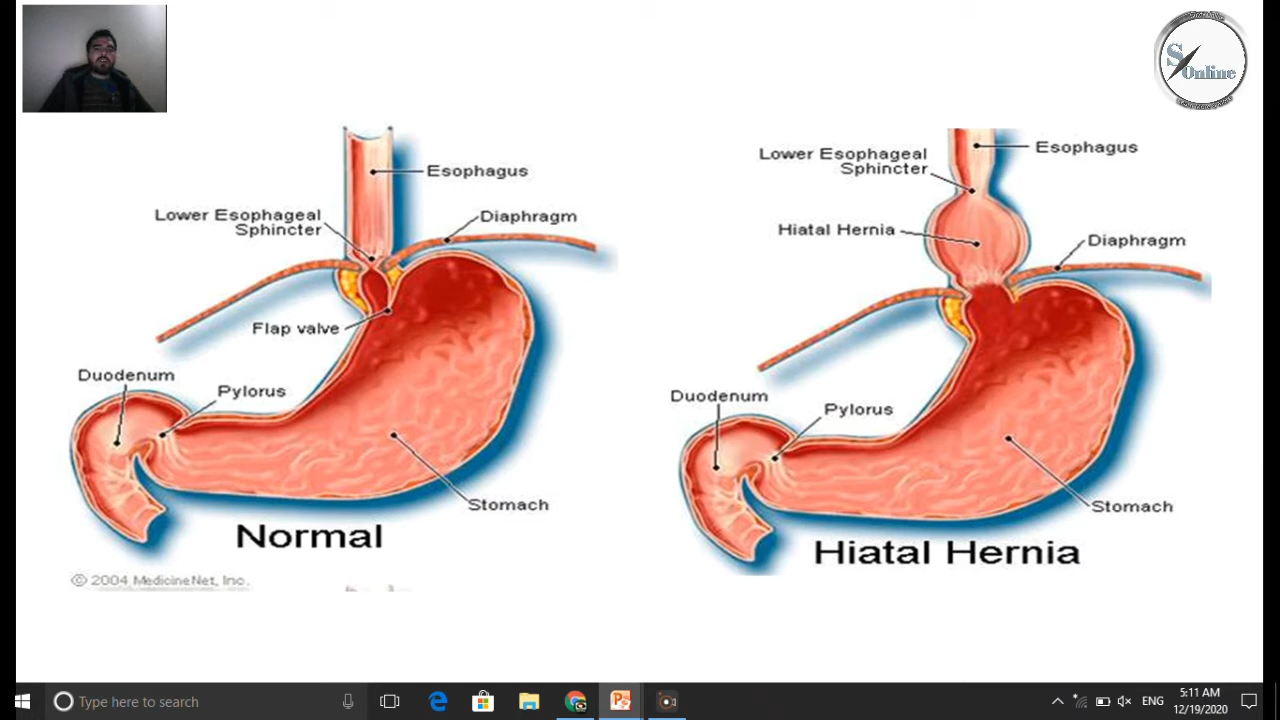 S
Online
Esophagus
Lower Esophageal
Sphincter
Diaphragm
Flap valve
Duodenum
Pylorus
Stomach
Normal
© 2004 MedicineNet, Inc.
Lower Esophageal
Sphincter
Esophagus
Hiatal Hernia
Diaphragm
Duodenum
Pylorus
Stomach
Hiatal Hernia
Type here to search
ENG
5:11 AM
12/19/2020